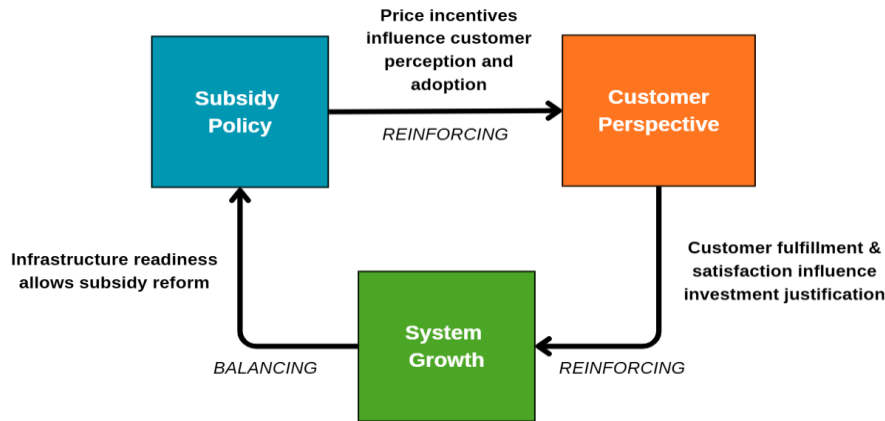 Price incentives
influence customer
perception and
adoption
Subsidy
Policy
REINFORCING
Customer
Perspective
Infrastructure readiness
allows subsidy reform
Customer fulfillment &
satisfaction influence
investment justification
System
Growth
BALANCING
REINFORCING